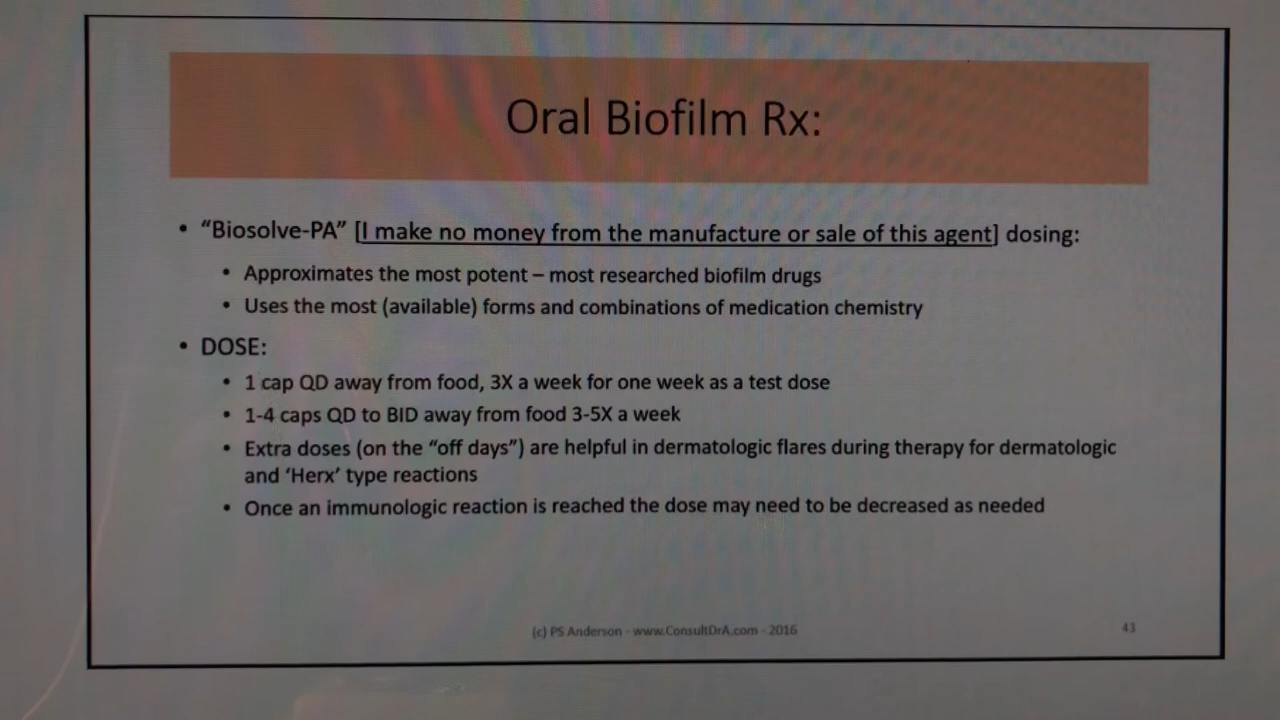 Oral Biofilm Rx:
• “Biosolve-PA” [I make no money from the manufacture or sale of this agent] dosing:
• Approximates the most potent – most researched biofilm drugs
• Uses the most (available) forms and combinations of medication chemistry
• DOSE:
• 1 cap QD away from food, 3X a week for one week as a test dose
• 1-4 caps QD to BID away from food 3-5X a week
• Extra doses (on the “off days”) are helpful in dermatologic flares during therapy for dermatologic
and ‘Herx’ type reactions
• Once an immunologic reaction is reached the dose may need to be decreased as needed
(c) PS Anderson - www.ConsultDrA.com - 2016
43